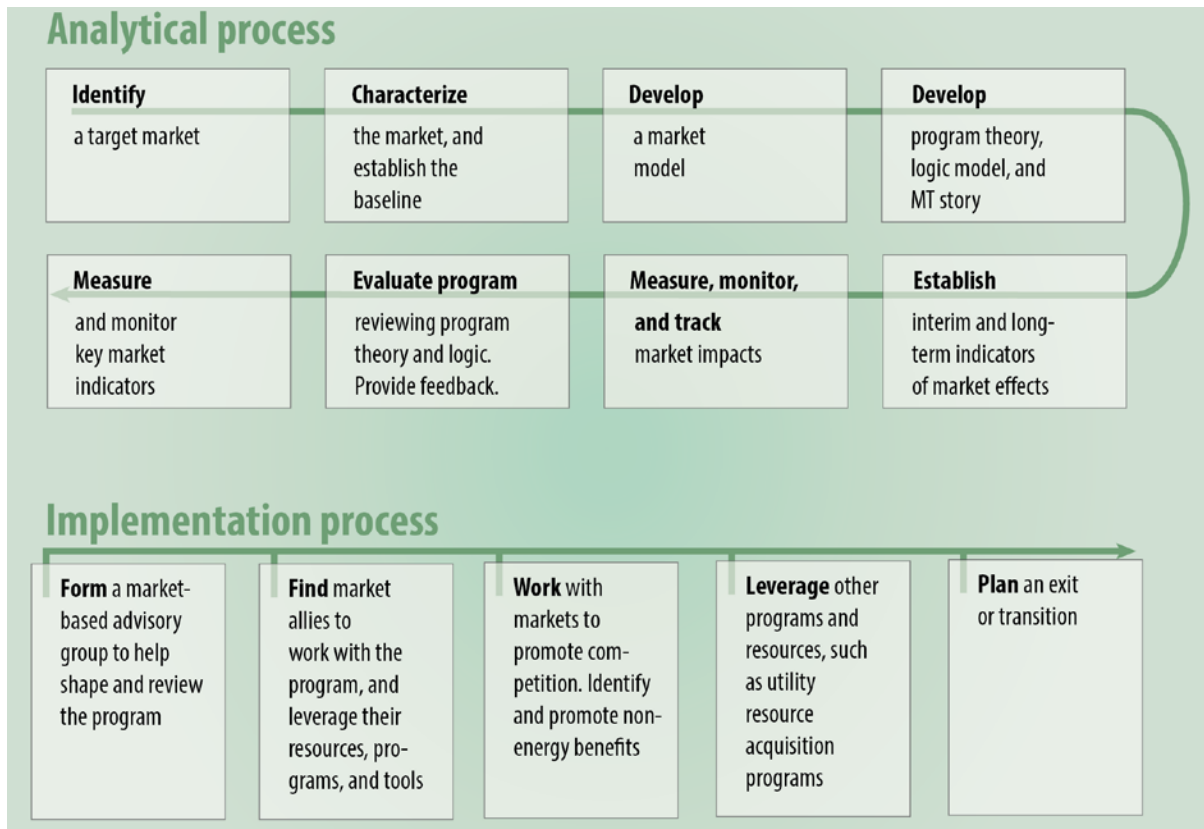 Analytical process
Identify
a target market
Characterize
the market, and
establish the
baseline
Develop
a market
model
Develop
program theory,
logic model, and
MT story
Establish
interim and long-
term indicators
of market effects
Measure, monitor,
and track
market impacts
Evaluate program
reviewing program
theory and logic.
Provide feedback.
Measure
and monitor
key market
indicators
Implementation process
Form a market-
based advisory
group to help
shape and review
the program
Find market
allies to
work with the
program, and
leverage their
resources, pro-
grams, and tools
Work with
markets to
promote com-
petition. Identify
and promote non-
energy benefits
Leverage other
programs and
resources, such
as utility
resource
acquisition
programs
Plan an exit
or transition